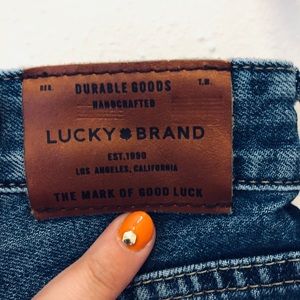 REG. DURABLE GOODS T.M.
HANDCRAFTED
LUCKY BRAND
EST.1990
LOS ANGELES, CALIFORNIA
THE MARK OF GOOD LUCK